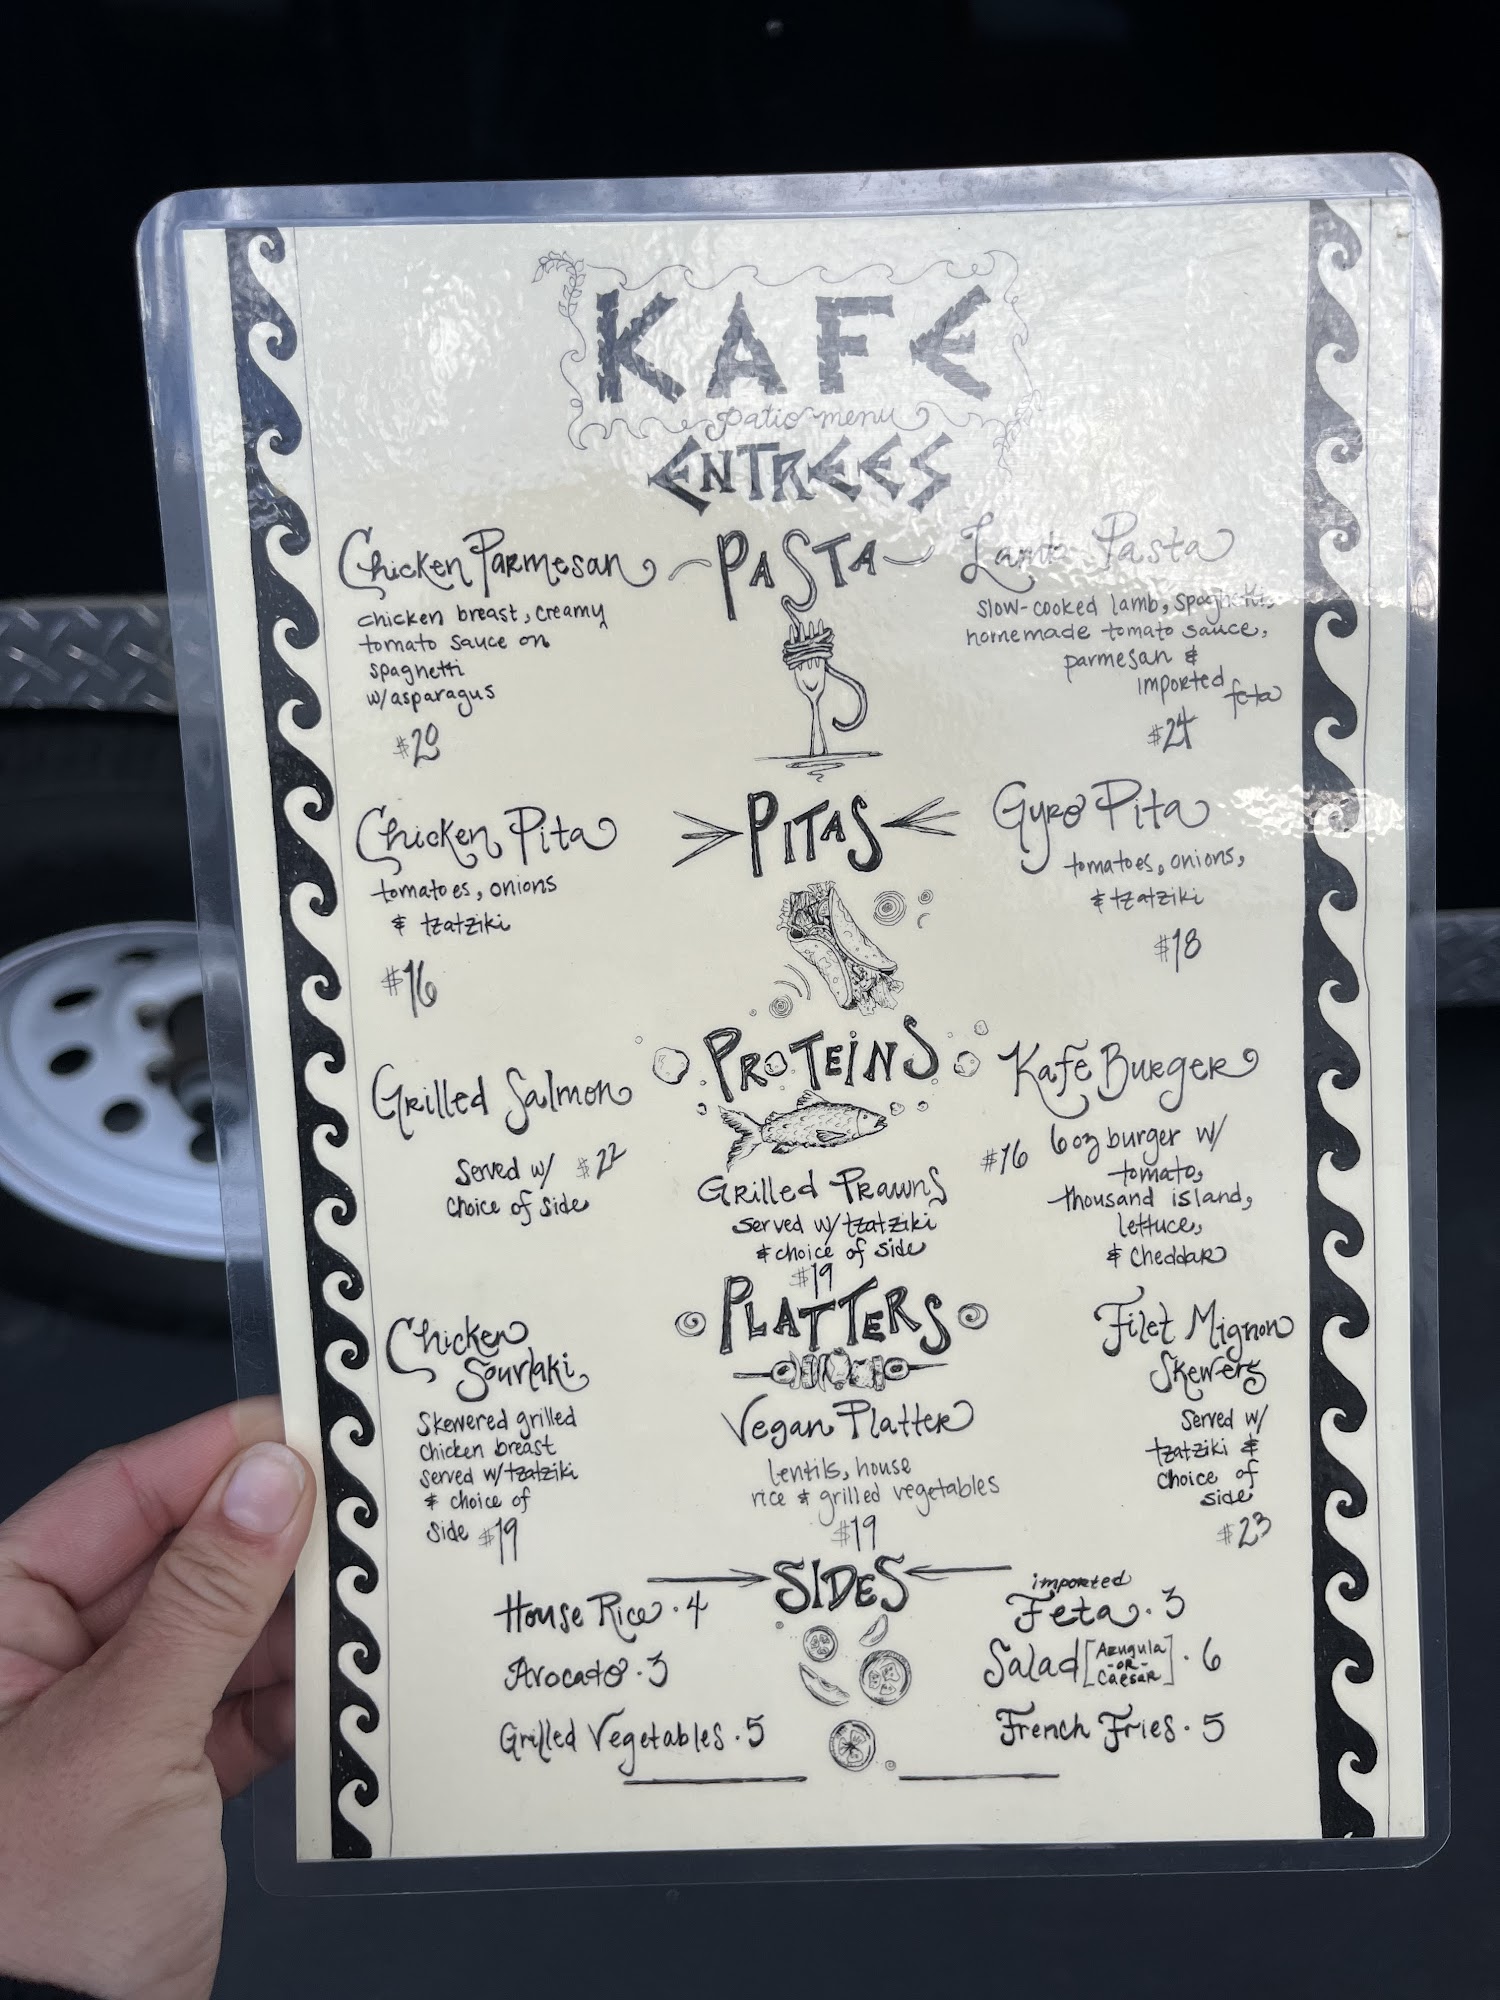 KAFE
patio menu
ENTREES
PASTA
Chicken Parmesan
chicken breast, creamy
tomato sauce on
spaghetti
w/asparagus
$20
Lamb Pasta
slow-cooked lamb, spaghetti,
homemade tomato sauce,
parmesan &
imported
feta
$24
PITAS
Chicken Pita
tomatoes, onions
& tzatziki
$16
Gyro Pita
tomatoes, onions,
& tzatziki
$18
PROTEINS
Grilled Salmon
Served w/ $22
choice of side
Grilled Prawns
served w/tzatziki
& choice of side
$19
Kafe Burger
$16 6oz burger w/
tomato,
thousand island,
lettuce,
& cheddar
PLATTERS
Chicken
Souvlaki
Skewered grilled
chicken breast
served w/tzatziki
& choice of
side $19
Vegan Platter
lentils, house
rice & grilled vegetables
$19
Filet Mignon
Skewers
served w/
tzatziki &
choice of
side
$23
SIDES
House Rice · 4
Avocado · 3
Grilled Vegetables · 5
imported
Feta · 3
Salad [Arugula
-OR-
Caesar] · 6
French Fries · 5